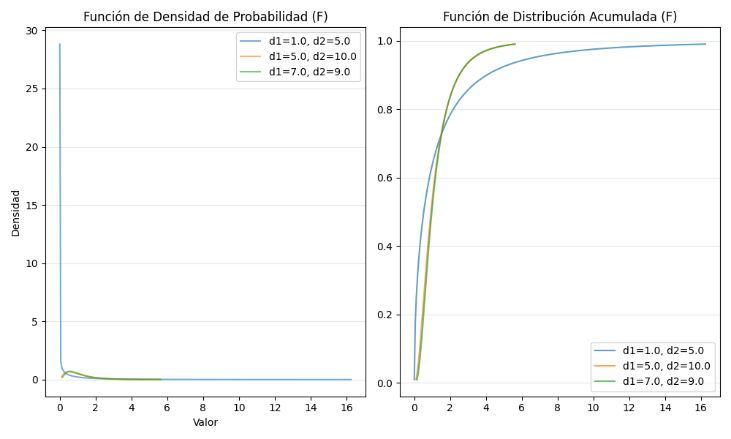 Función de Densidad de Probabilidad (F)
30
25
20
15
10
5
0
Densidad
0 2 4 6 8 10 12 14 16
Valor
d1=1.0, d2=5.0
d1=5.0, d2=10.0
d1=7.0, d2=9.0
Función de Distribución Acumulada (F)
1.0
0.8
0.6
0.4
0.2
0.0
0 2 4 6 8 10 12 14 16
d1=1.0, d2=5.0
d1=5.0, d2=10.0
d1=7.0, d2=9.0